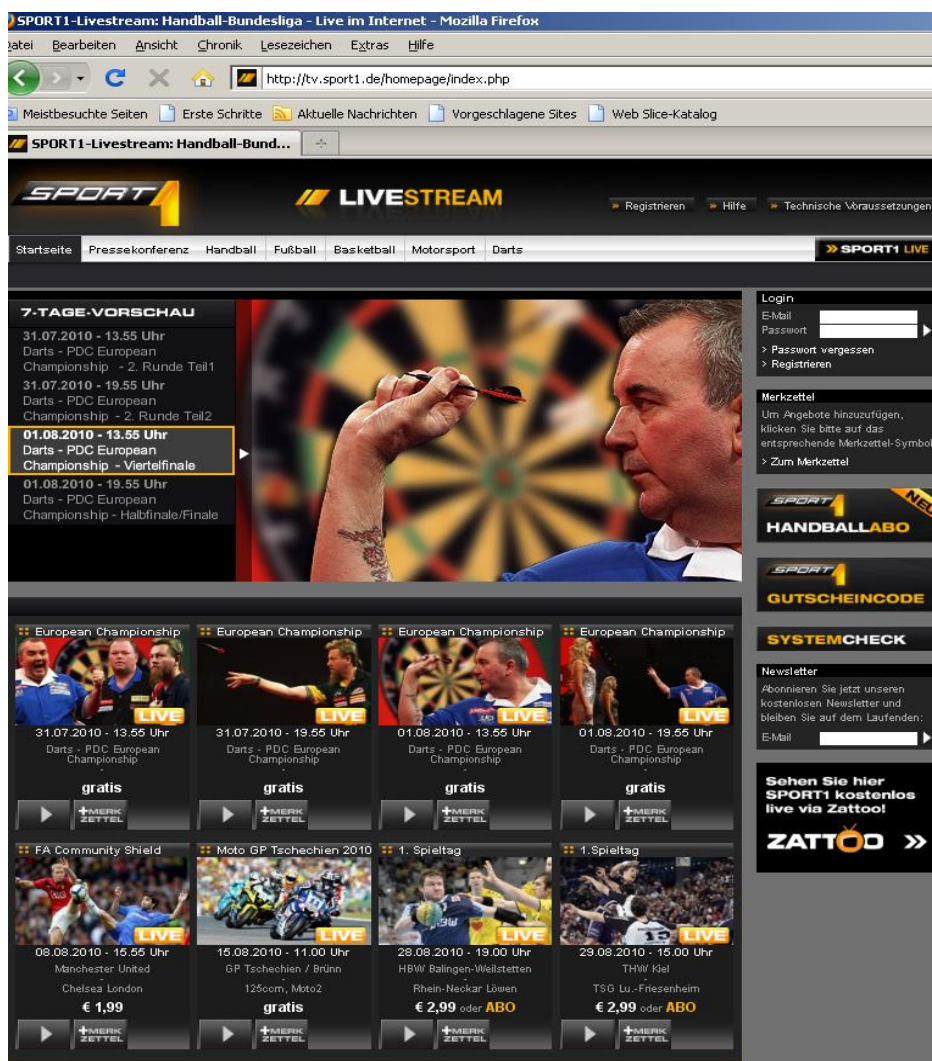 SPORT1-Livestream: Handball-Bundesliga - Live im Internet - Mozilla Firefox
Datei Bearbeiten Ansicht Chronik Lesezeichen Extras Hilfe
http://tv.sport1.de/homepage/index.php
Meistbesuchte Seiten Erste Schritte Aktuelle Nachrichten Vorgeschlagene Sites Web Slice-Katalog
SPORT1-Livestream: Handball-Bund...
SPORT1 LIVESTREAM
Registrieren Hilfe Technische Voraussetzungen
Startseite Pressekonferenz Handball Fußball Basketball Motorsport Darts
SPORT1 LIVE
7-TAGE-VORSCHAU
31.07.2010 - 13.55 Uhr
Darts - PDC European
Championship - 2. Runde Teil1
31.07.2010 - 19.55 Uhr
Darts - PDC European
Championship - 2. Runde Teil2
01.08.2010 - 13.55 Uhr
Darts - PDC European
Championship - Viertelfinale
01.08.2010 - 19.55 Uhr
Darts - PDC European
Championship - Halbfinale/Finale
Login
E-Mail
Passwort
> Passwort vergessen
> Registrieren
Merkzettel
Um Angebote hinzuzufügen,
klicken Sie bitte auf das
entsprechende Merkzettel-Symbol
> Zum Merkzettel
SPORT1 NEU
HANDBALLABO
SPORT1
GUTSCHEINCODE
SYSTEMCHECK
Newsletter
Abonnieren Sie jetzt unseren
kostenlosen Newsletter und
bleiben Sie auf dem Laufenden:
E-Mail
Sehen Sie hier
SPORT1 kostenlos
live via Zattoo!
ZATTOO »
European Championship European Championship European Championship European Championship
LIVE LIVE LIVE LIVE
31.07.2010 - 13.55 Uhr 31.07.2010 - 19.55 Uhr 01.08.2010 - 13.55 Uhr 01.08.2010 - 19.55 Uhr
Darts - PDC European Darts - PDC European Darts - PDC European Darts - PDC European
Championship Championship Championship Championship
- - - -
gratis gratis gratis gratis
+MERK +MERK +MERK +MERK
ZETTEL ZETTEL ZETTEL ZETTEL
FA Community Shield Moto GP Tschechien 2010 1. Spieltag 1.Spieltag
LIVE LIVE LIVE LIVE
08.08.2010 - 15.55 Uhr 15.08.2010 - 11.00 Uhr 28.08.2010 - 19.00 Uhr 29.08.2010 - 15.00 Uhr
Manchester United GP Tschechien / Brünn HBW Balingen-Weilstetten THW Kiel
- - - -
Chelsea London 125ccm, Moto2 Rhein-Neckar Löwen TSG Lu.-Friesenheim
€ 1,99 gratis € 2,99 oder ABO € 2,99 oder ABO
+MERK +MERK +MERK +MERK
ZETTEL ZETTEL ZETTEL ZETTEL